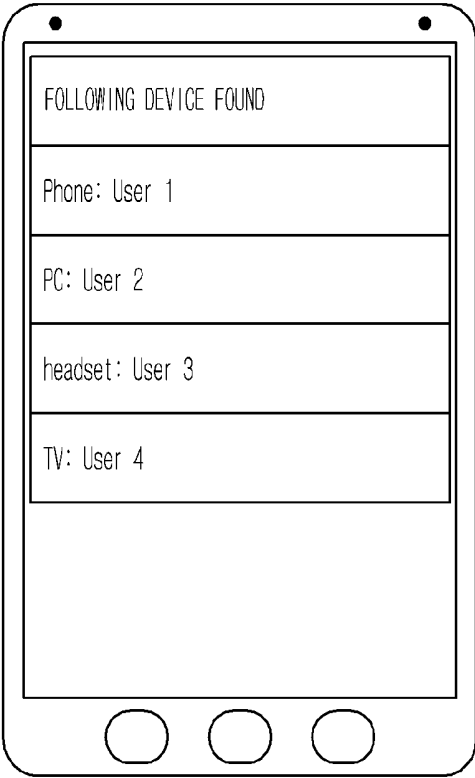 FOLLOWING DEVICE FOUND
Phone: User 1
PC: User 2
headset: User 3
TV: User 4